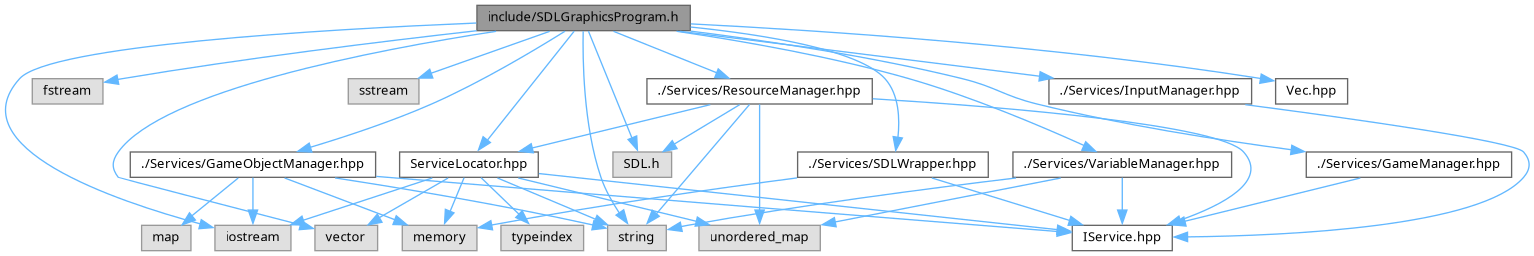 include/SDLGraphicsProgram.h
fstream
sstream
./Services/ResourceManager.hpp
./Services/InputManager.hpp
Vec.hpp
./Services/GameObjectManager.hpp
ServiceLocator.hpp
SDL.h
./Services/SDLWrapper.hpp
./Services/VariableManager.hpp
./Services/GameManager.hpp
map
iostream
vector
memory
typeindex
string
unordered_map
IService.hpp